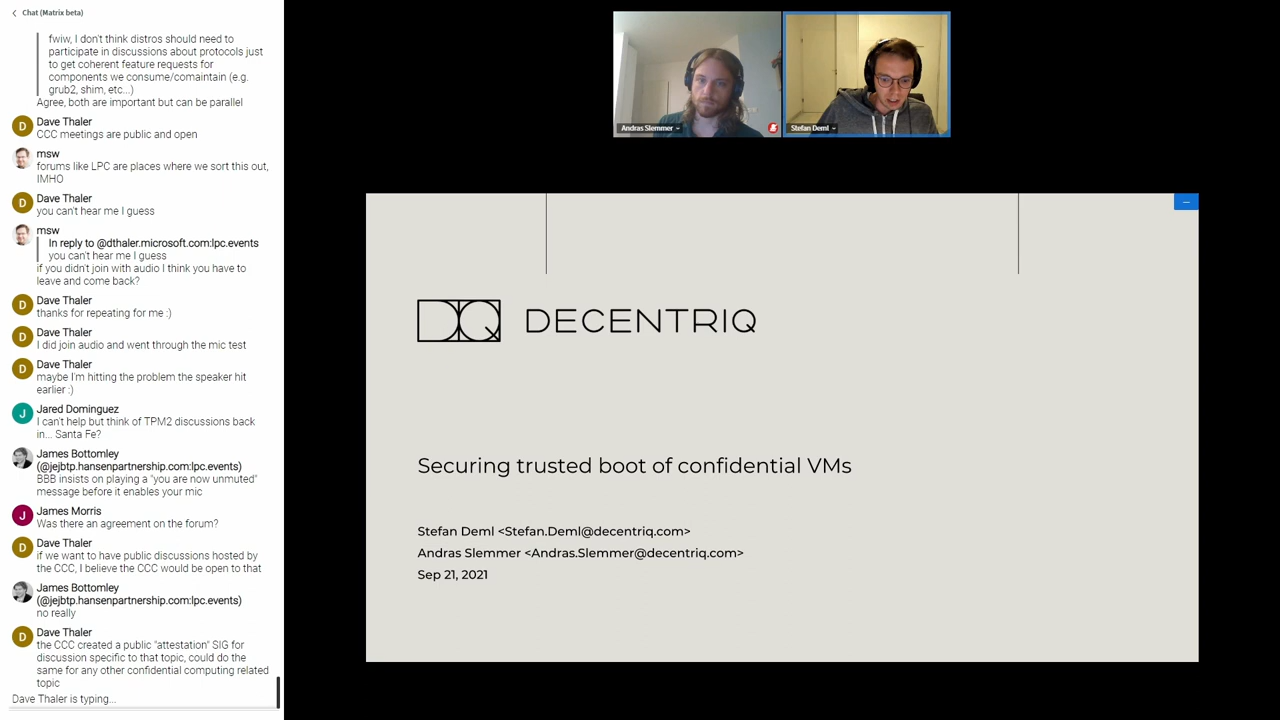 Chat (Matrix beta)
fwiw, I don't think distros should need to
participate in discussions about protocols just
to get coherent feature requests for
components we consume/comaintain (e.g.
grub2, shim, etc...)
Agree, both are important but can be parallel
D
Dave Thaler
CCC meetings are public and open
msw
forums like LPC are places where we sort this out,
IMHO
D
Dave Thaler
you can't hear me I guess
msw
In reply to @dthaler.microsoft.com:lpc.events
you can't hear me I guess
if you didn't join with audio I think you have to
leave and come back?
D
Dave Thaler
thanks for repeating for me :)
D
Dave Thaler
I did join audio and went through the mic test
D
Dave Thaler
maybe I'm hitting the problem the speaker hit
earlier :)
J
Jared Dominguez
I can't help but think of TPM2 discussions back
in... Santa Fe?
James Bottomley
(@jejbtp.hansenpartnership.com:lpc.events)
BBB insists on playing a "you are now unmuted"
message before it enables your mic
J
James Morris
Was there an agreement on the forum?
D
Dave Thaler
if we want to have public discussions hosted by
the CCC, I believe the CCC would be open to that
James Bottomley
(@jejbtp.hansenpartnership.com:lpc.events)
no really
D
Dave Thaler
the CCC created a public "attestation" SIG for
discussion specific to that topic, could do the
same for any other confidential computing related
topic
Dave Thaler is typing...
Andras Slemmer
Stefan Deml
DQ DECENTRIQ
Securing trusted boot of confidential VMs
Stefan Deml <Stefan.Deml@decentriq.com>
Andras Slemmer <Andras.Slemmer@decentriq.com>
Sep 21, 2021